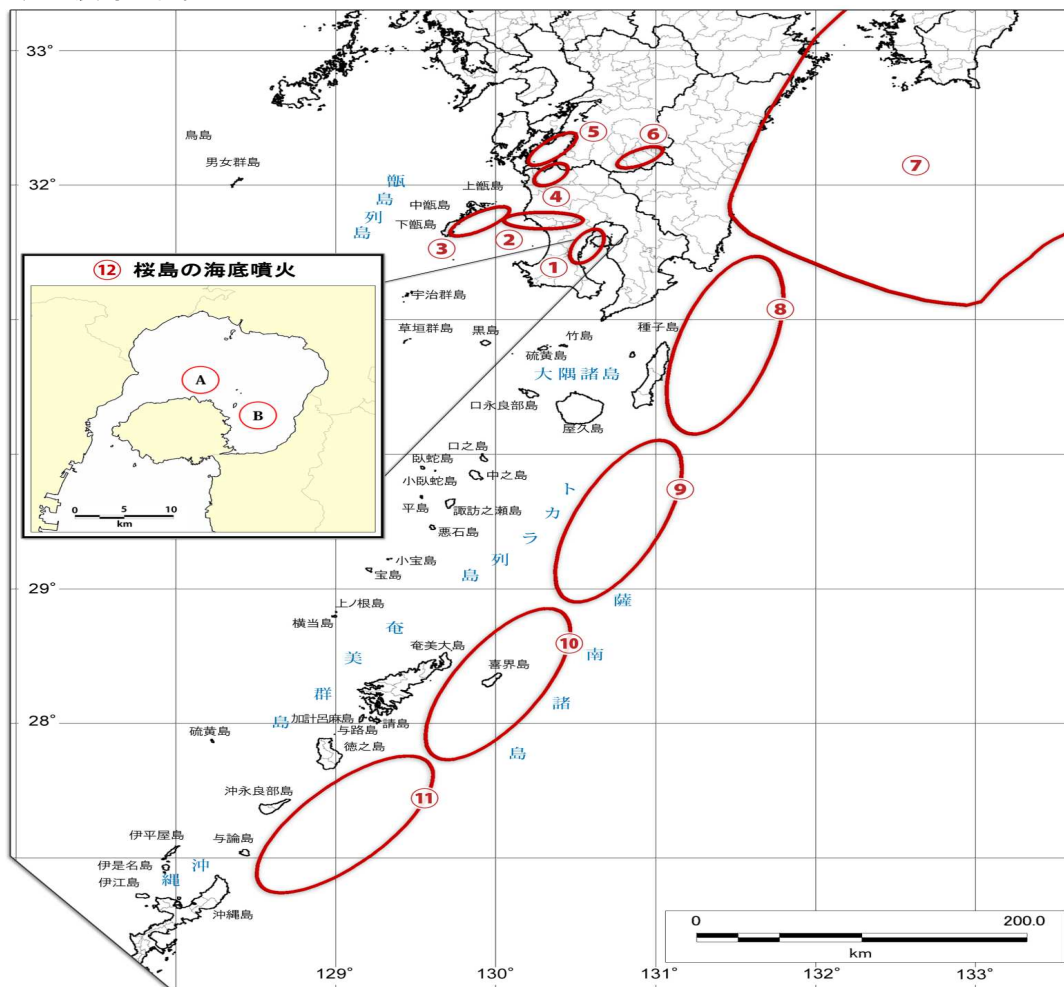 33°
32°
29°
28°
129°
130°
131°
132°
133°
鳥島
男女群島
甑島列島
上甑島
中甑島
下甑島
⑤
⑥
④
⑦
②
③
①
⑫ 桜島の海底噴火
A
B
0 5 10
km
宇治群島
草垣群島
黒島
竹島
硫黄島
種子島
大隅諸島
口永良部島
屋久島
⑧
口之島
臥蛇島
中之島
小臥蛇島
平島
諏訪之瀬島
悪石島
小宝島
宝島
トカラ列島
⑨
薩南諸島
上ノ根島
横当島
奄美群島
奄美大島
喜界島
⑩
加計呂麻島
請島
与路島
硫黄島
徳之島
沖永良部島
⑪
伊平屋島
与論島
伊是名島
伊江島
沖縄
沖縄島
0 200.0
km